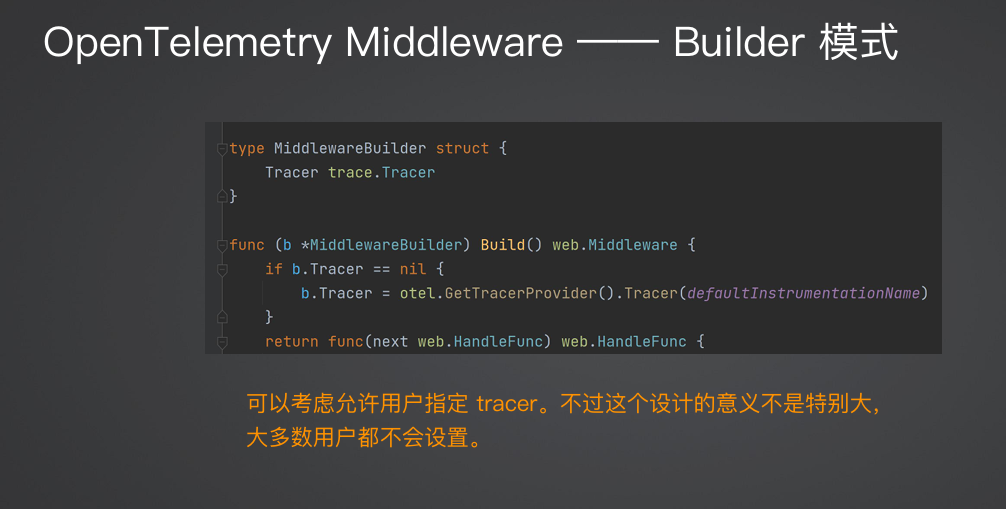 OpenTelemetry Middleware —— Builder 模式
type MiddlewareBuilder struct {
    Tracer trace.Tracer
}
func (b *MiddlewareBuilder) Build() web.Middleware {
    if b.Tracer == nil {
        b.Tracer = otel.GetTracerProvider().Tracer(defaultInstrumentationName)
    }
    return func(next web.HandleFunc) web.HandleFunc {
可以考虑允许用户指定 tracer。不过这个设计的意义不是特别大，
大多数用户都不会设置。